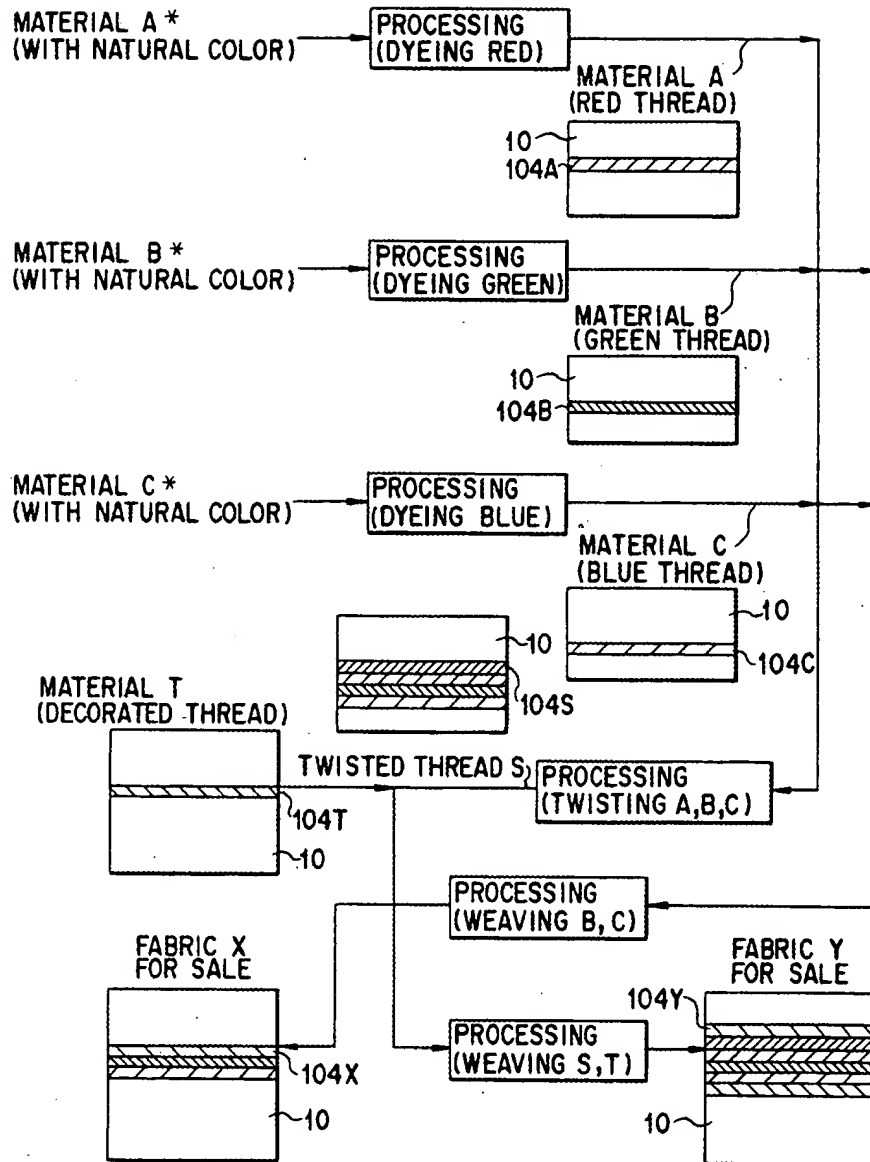 MATERIAL A*
(WITH NATURAL COLOR)
PROCESSING
(DYEING RED)
MATERIAL A
(RED THREAD)
10
104A
MATERIAL B*
(WITH NATURAL COLOR)
PROCESSING
(DYEING GREEN)
MATERIAL B
(GREEN THREAD)
10
104B
MATERIAL C*
(WITH NATURAL COLOR)
PROCESSING
(DYEING BLUE)
MATERIAL C
(BLUE THREAD)
10
104C
10
104S
MATERIAL T
(DECORATED THREAD)
104T
10
TWISTED THREAD S
PROCESSING
(TWISTING A,B,C)
PROCESSING
(WEAVING B,C)
FABRIC X
FOR SALE
104X
10
PROCESSING
(WEAVING S,T)
FABRIC Y
FOR SALE
104Y
10